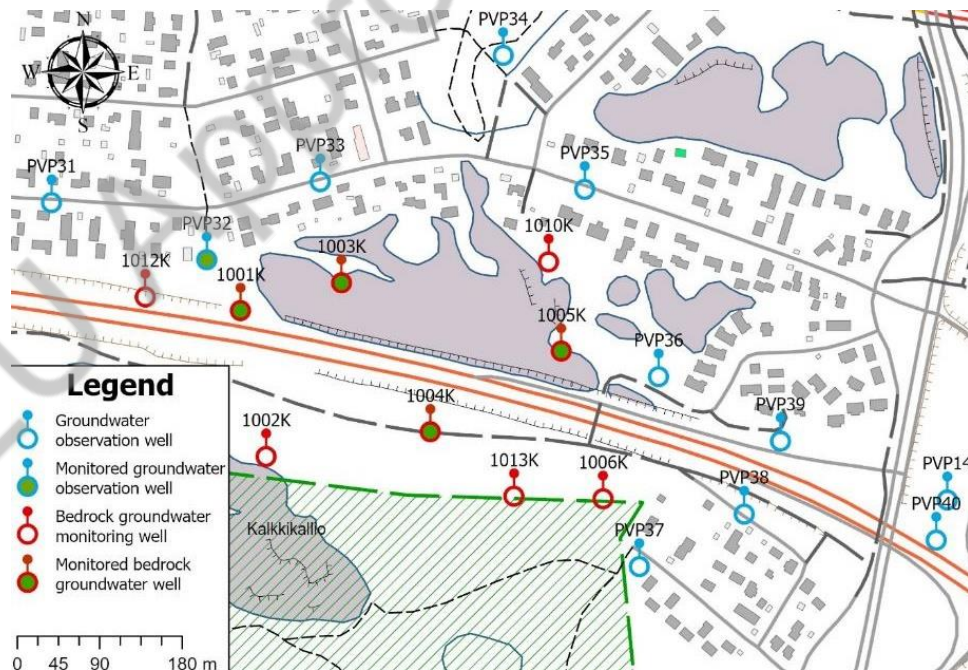 PVP34
N
W
E
S
PVP33
PVP35
PVP31
PVP32
1010K
1003K
1012K
1001K
1005K
PVP36
Legend
Groundwater
observation well
Monitored groundwater
observation well
Bedrock groundwater
monitoring well
Monitored bedrock
groundwater well
0 45 90 180 m
1004K
PVP39
1002K
1013K
1006K
PVP38
PVP14
PVP40
Kalkkikallio
PVP37